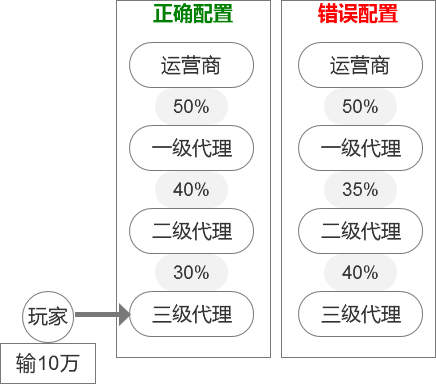 正确配置
运营商
50%
一级代理
40%
二级代理
30%
三级代理
错误配置
运营商
50%
一级代理
35%
二级代理
40%
三级代理
玩家
输10万